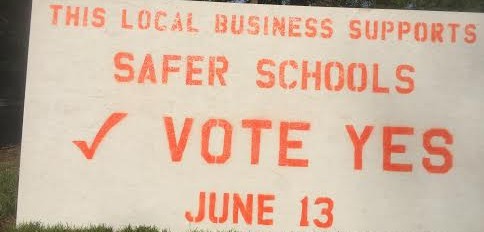 THIS LOCAL BUSINESS SUPPORTS
SAFER SCHOOLS
✓ VOTE YES
JUNE 13